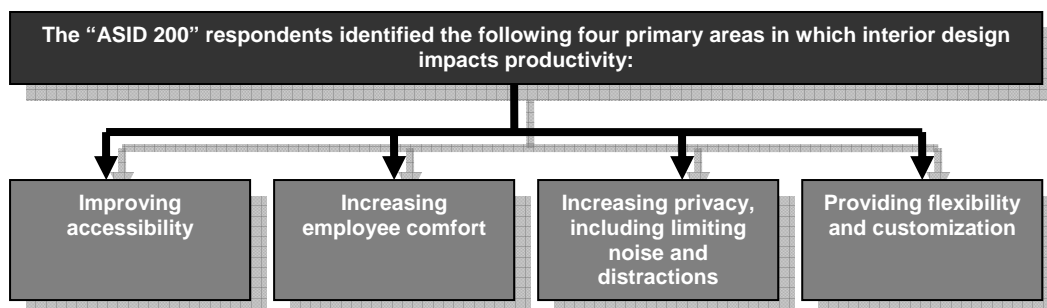 The “ASID 200” respondents identified the following four primary areas in which interior design
impacts productivity:
Improving
accessibility
Increasing
employee comfort
Increasing privacy,
including limiting
noise and
distractions
Providing flexibility
and customization